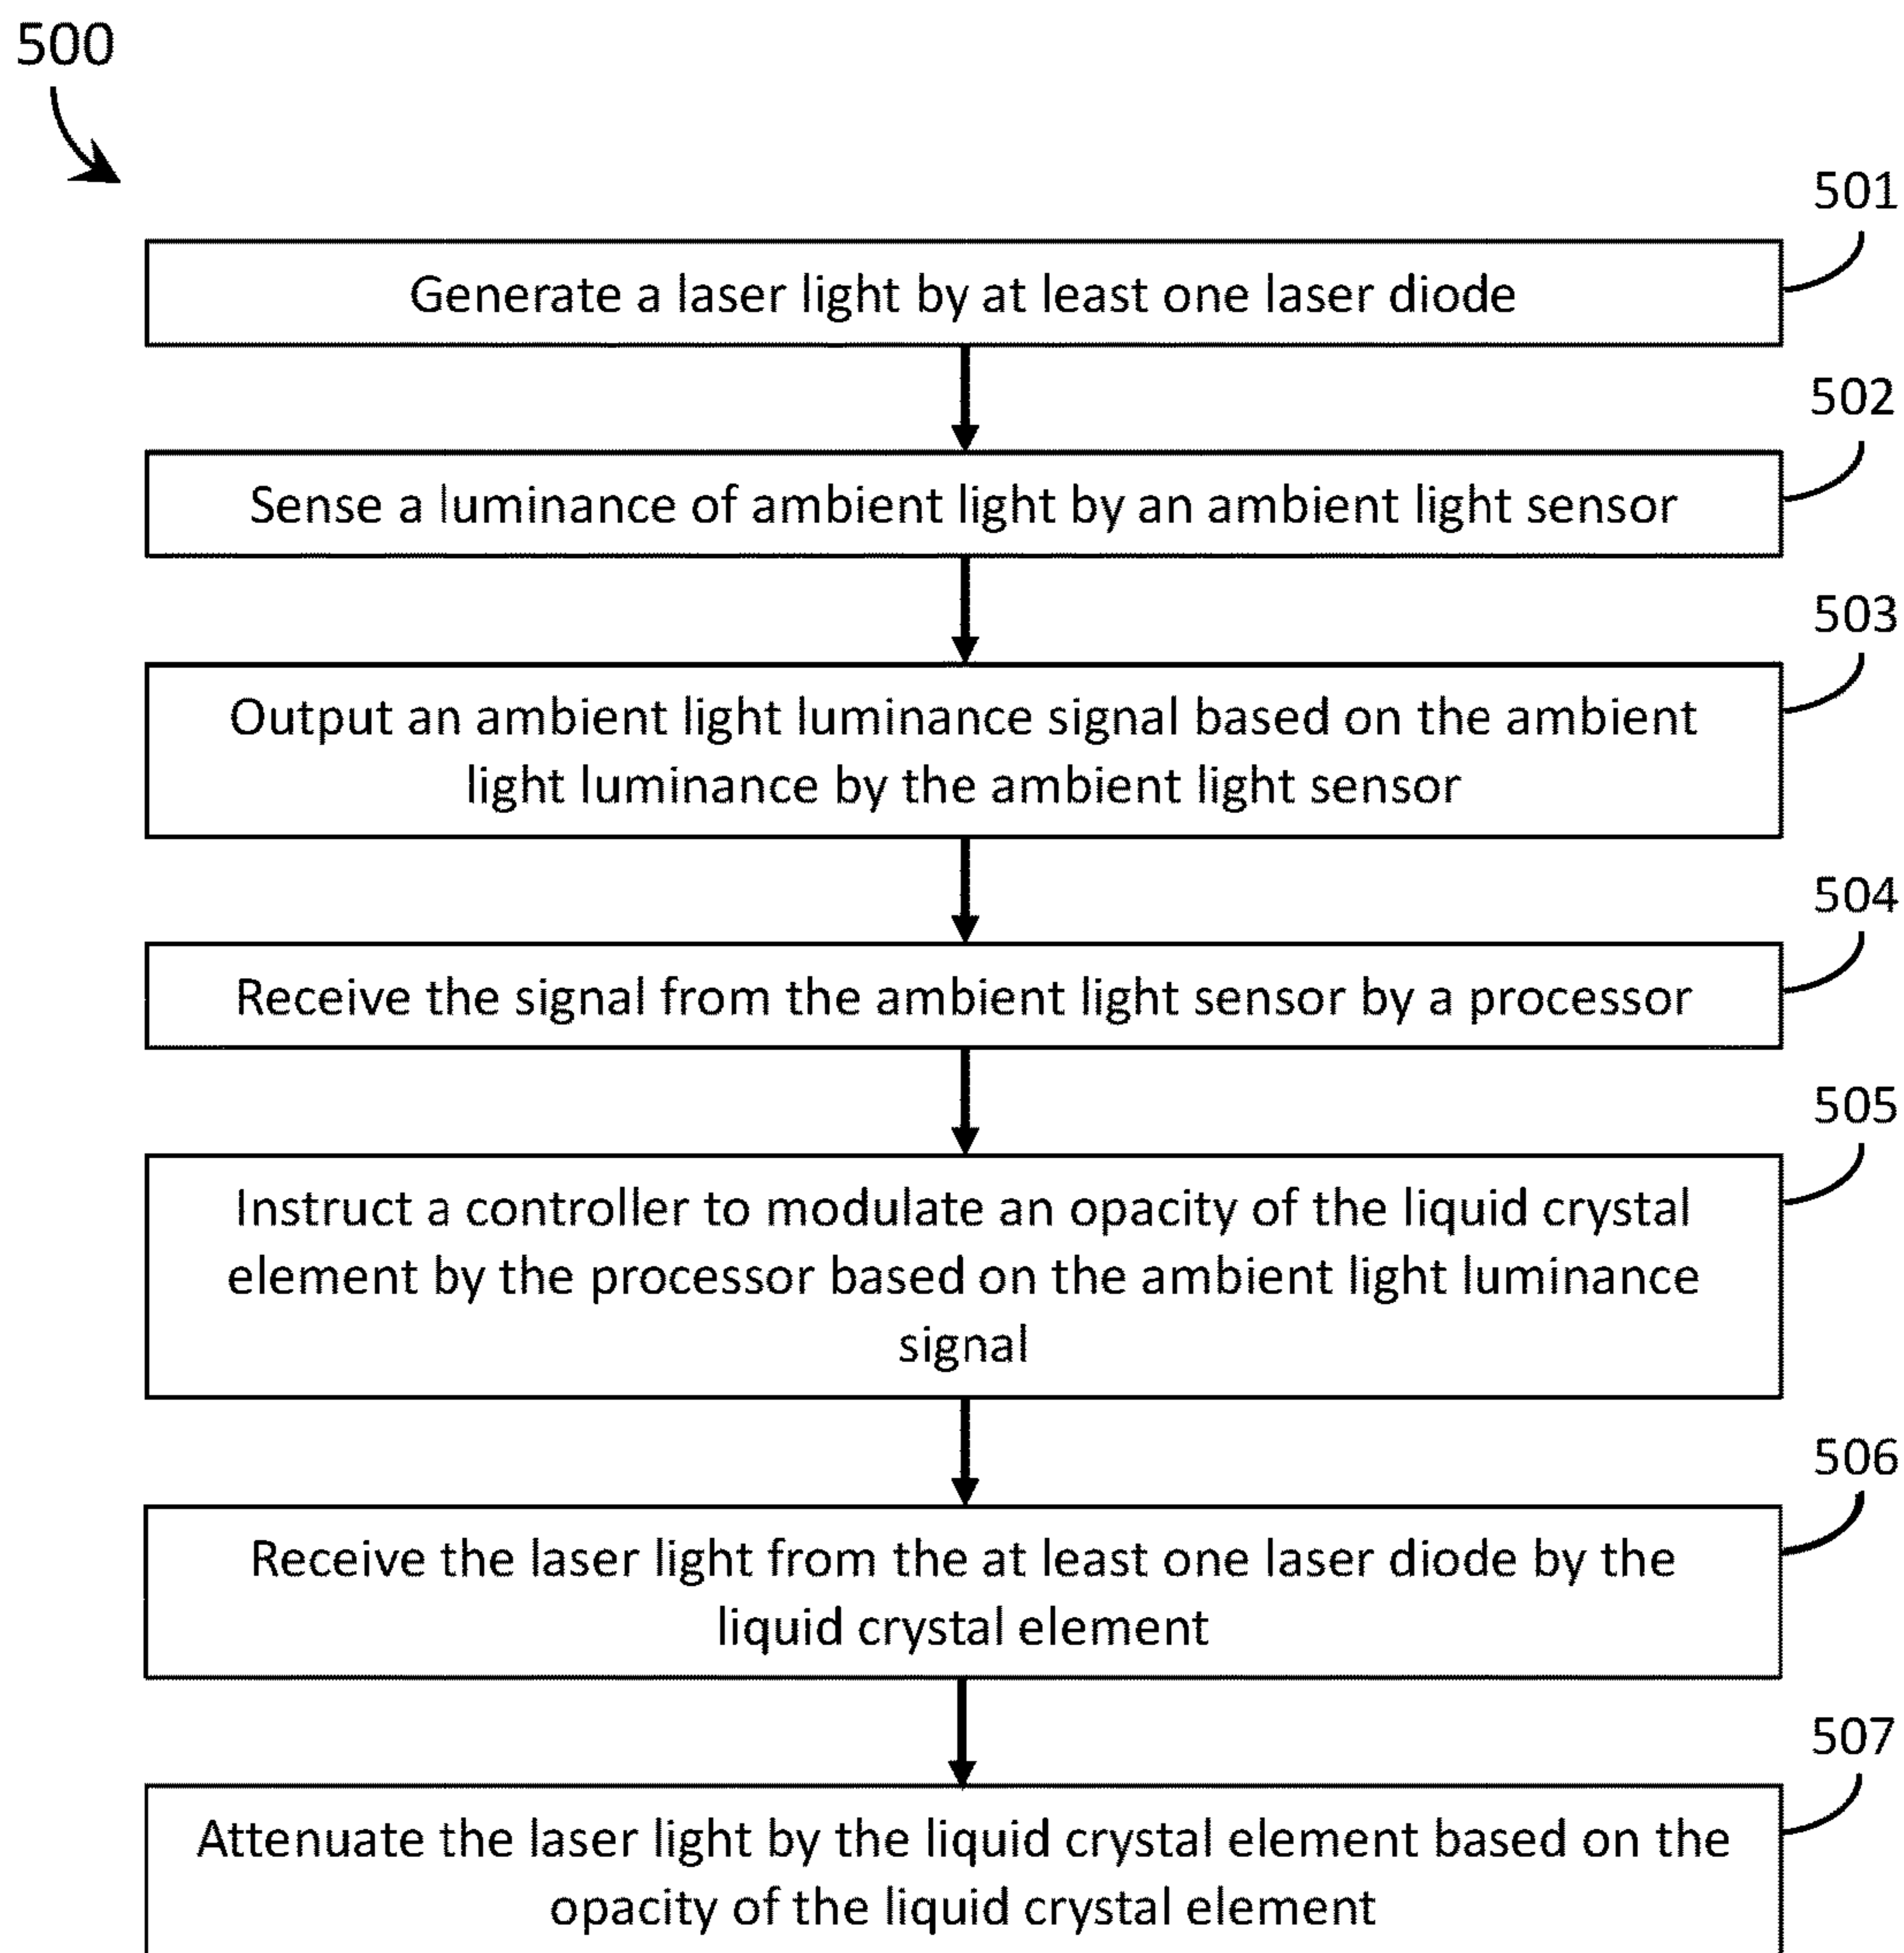 500
501
Generate a laser light by at least one laser diode
502
Sense a luminance of ambient light by an ambient light sensor
503
Output an ambient light luminance signal based on the ambient
light luminance by the ambient light sensor
504
Receive the signal from the ambient light sensor by a processor
505
Instruct a controller to modulate an opacity of the liquid crystal
element by the processor based on the ambient light luminance
signal
506
Receive the laser light from the at least one laser diode by the
liquid crystal element
507
Attenuate the laser light by the liquid crystal element based on the
opacity of the liquid crystal element